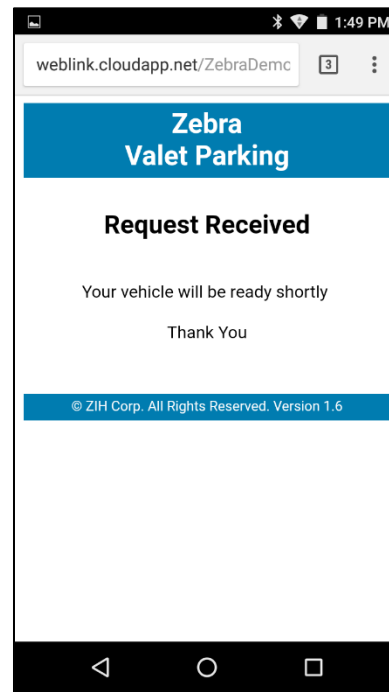 1:49 PM
weblink.cloudapp.net/ZebraDemo
3
Zebra
Valet Parking
Request Received
Your vehicle will be ready shortly
Thank You
© ZIH Corp. All Rights Reserved. Version 1.6